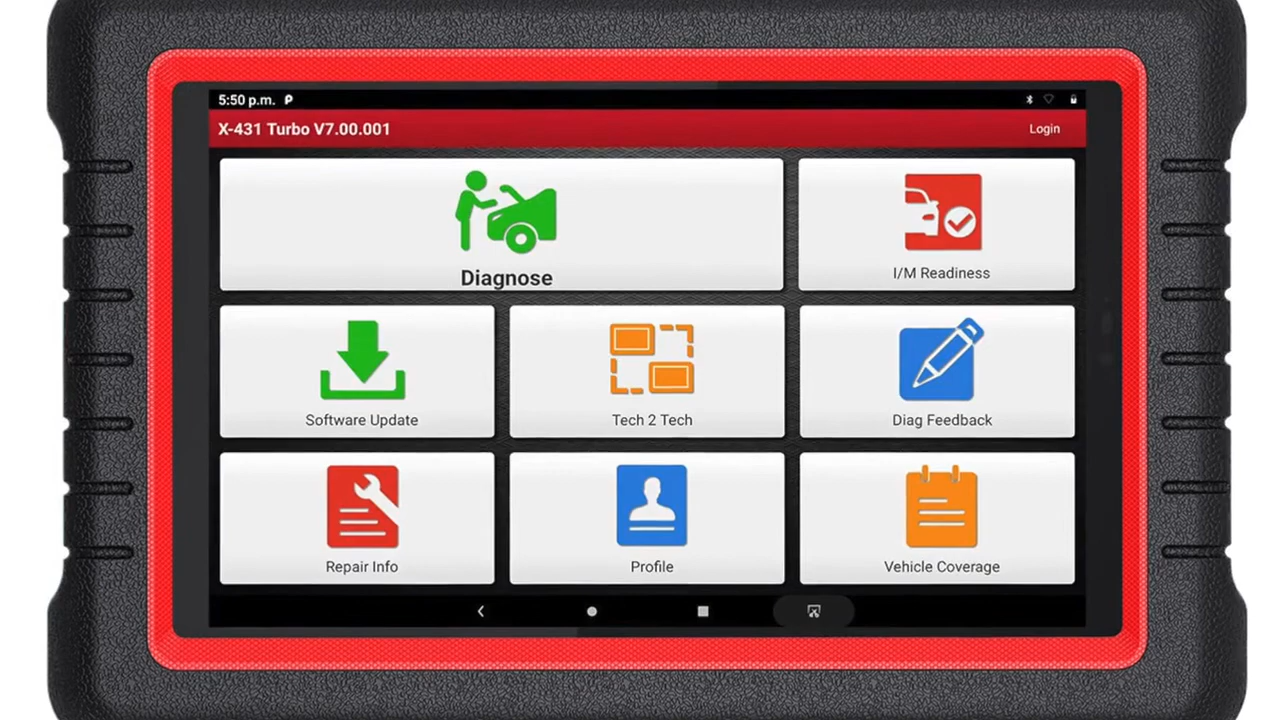 5:50 p.m.
X-431 Turbo V7.00.001
Login
Diagnose
I/M Readiness
Software Update
Tech 2 Tech
Diag Feedback
Repair Info
Profile
Vehicle Coverage